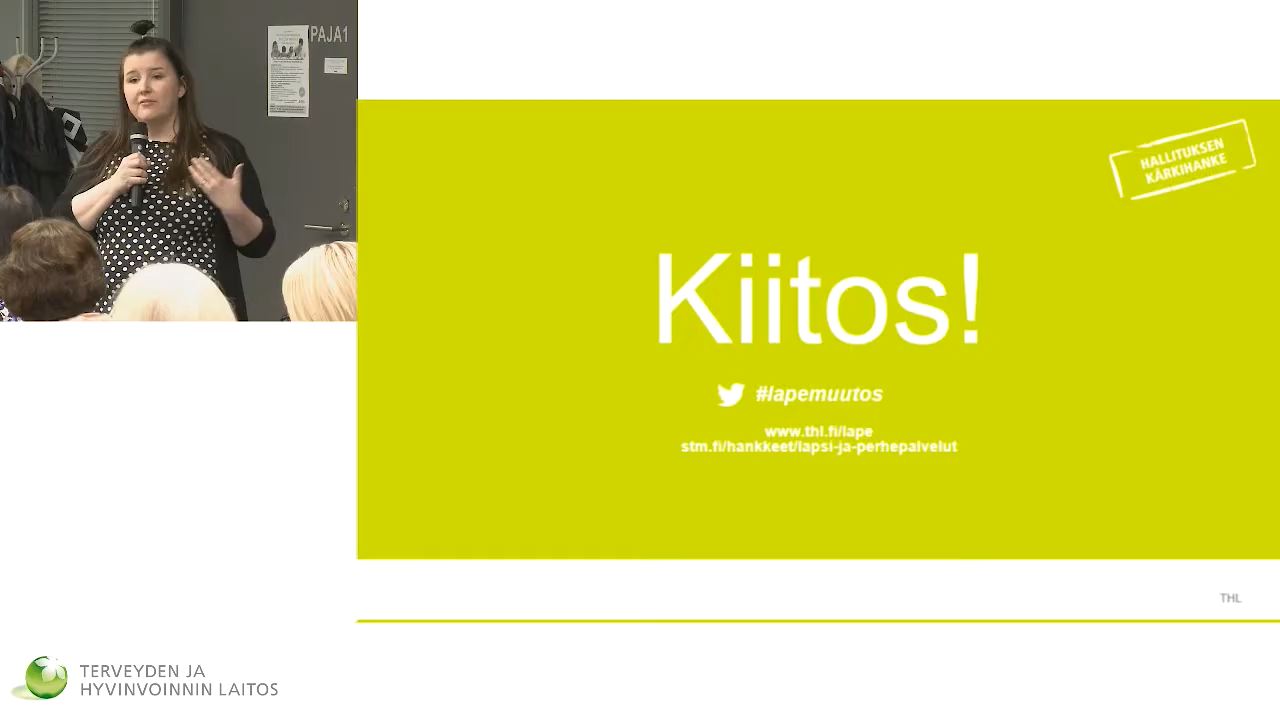 PAJA1
HALLITUKSEN
KÄRKIHANKE
Kiitos!
#lapemuutos
www.thl.fi/lape
stm.fi/hankkeet/lapsi-ja-perhepalvelut
THL
TERVEYDEN JA
HYVINVOINNIN LAITOS